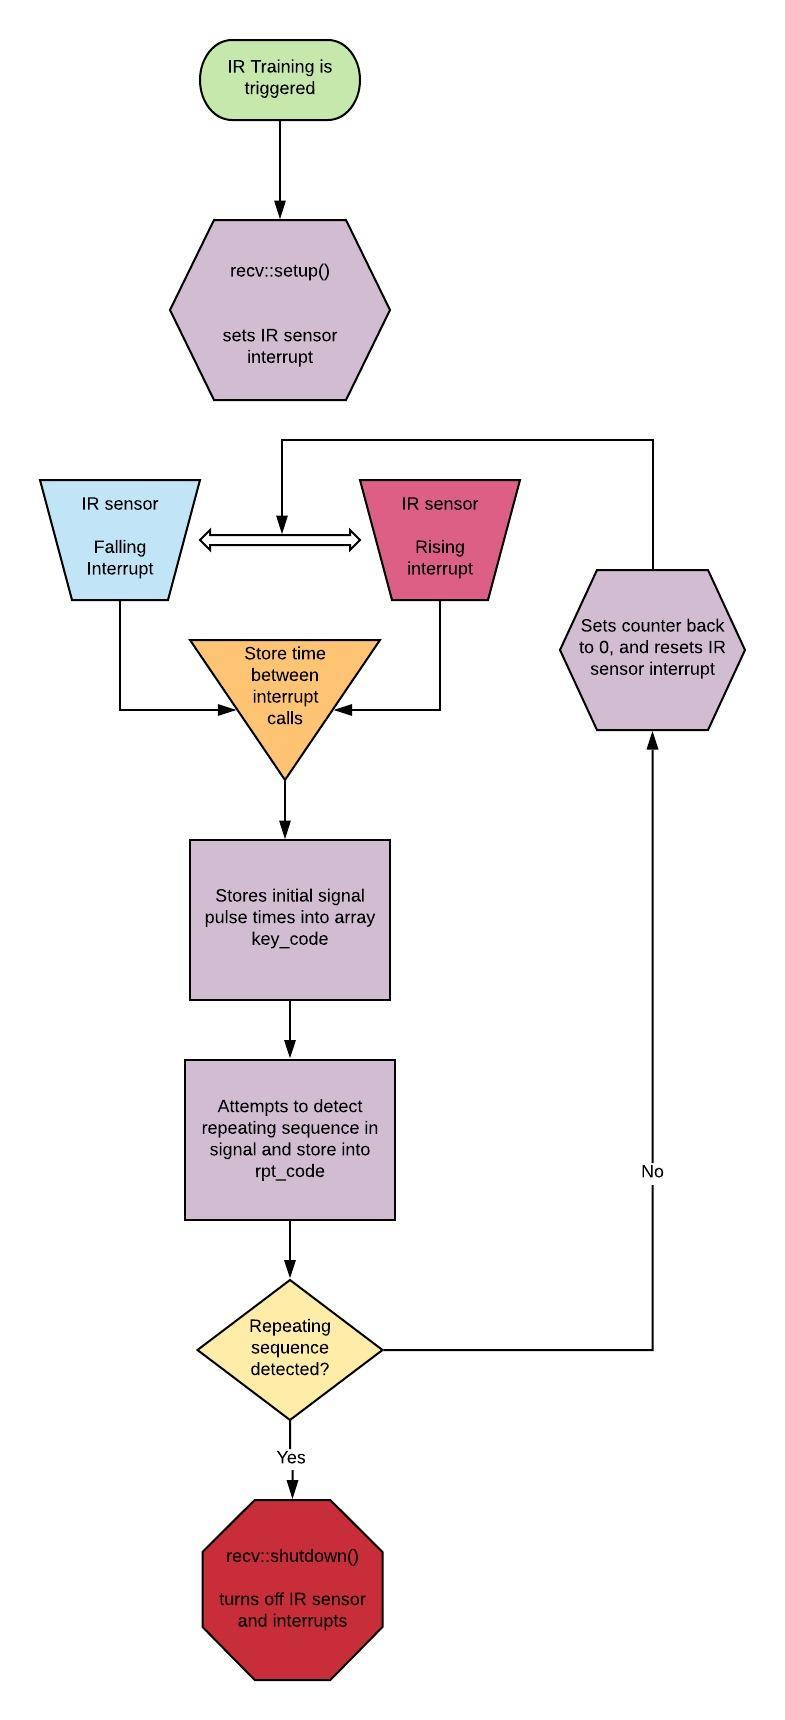 IR Training is
triggered
recv::setup()
sets IR sensor
interrupt
IR sensor
Falling
Interrupt
IR sensor
Rising
interrupt
Store time
between
interrupt
calls
Sets counter back
to 0, and resets IR
sensor interrupt
Stores initial signal
pulse times into array
key_code
Attempts to detect
repeating sequence in
signal and store into
rpt_code
No
Repeating
sequence
detected?
Yes
recv::shutdown()
turns off IR sensor
and interrupts